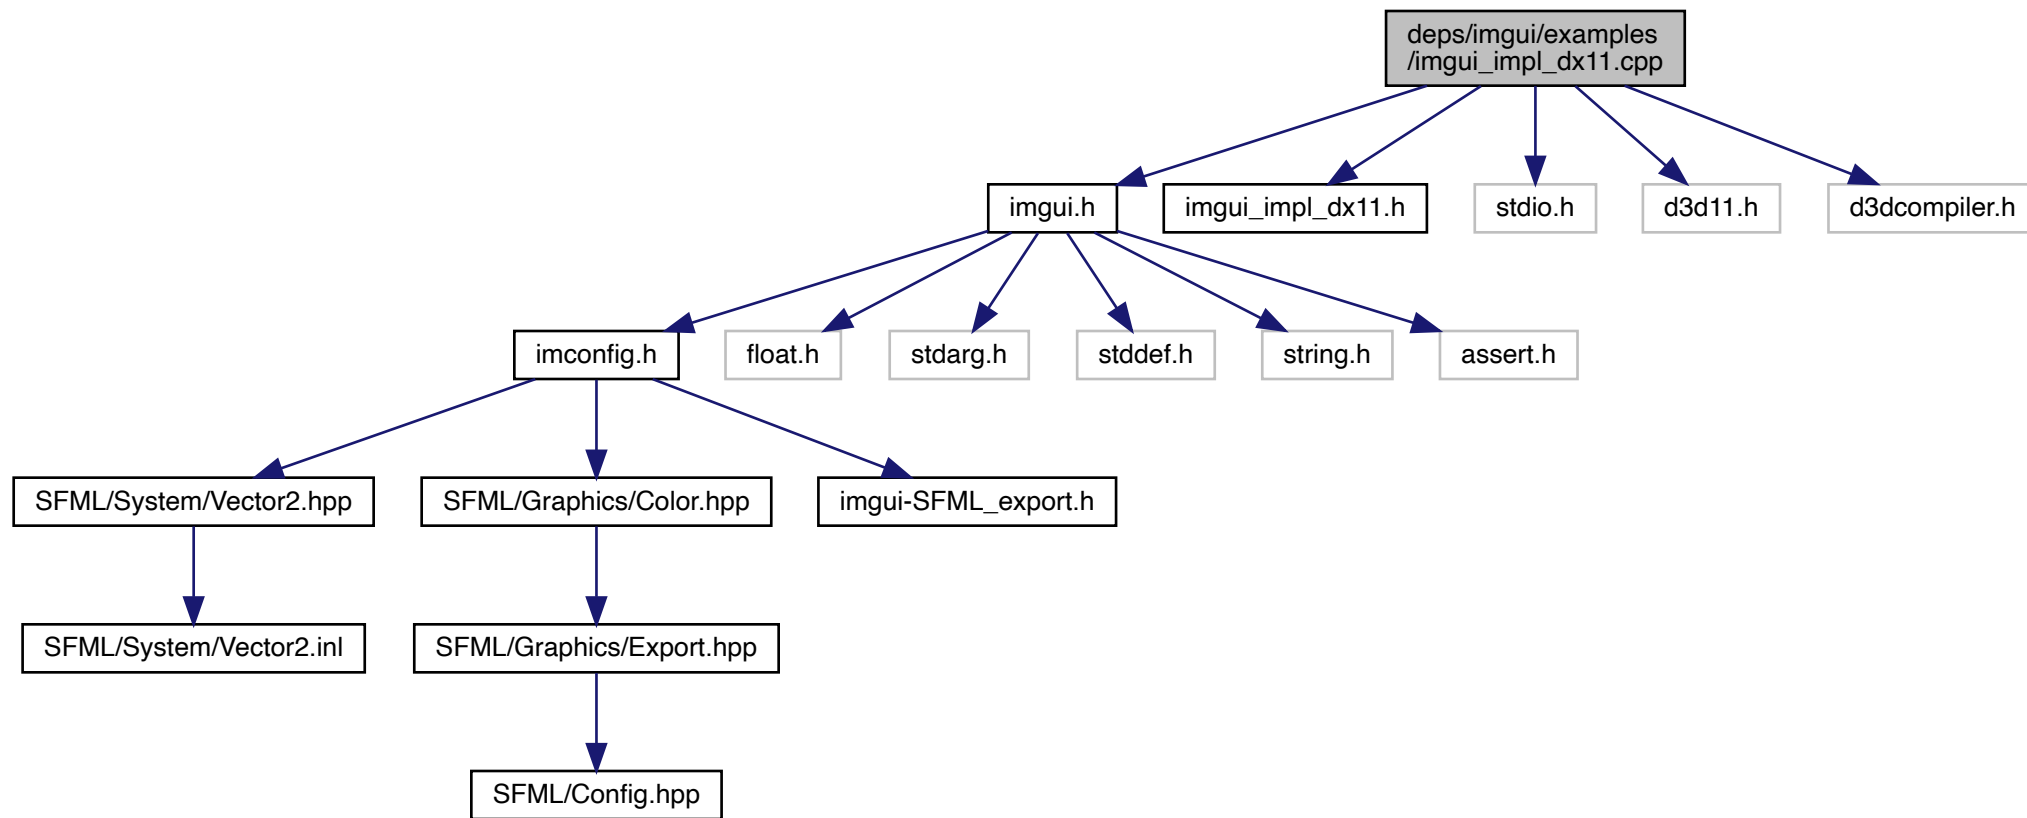 deps/imgui/examples
/imgui_impl_dx11.cpp
imgui.h
imgui_impl_dx11.h
stdio.h
d3d11.h
d3dcompiler.h
imconfig.h
float.h
stdarg.h
stddef.h
string.h
assert.h
SFML/System/Vector2.hpp
SFML/Graphics/Color.hpp
imgui-SFML_export.h
SFML/System/Vector2.inl
SFML/Graphics/Export.hpp
SFML/Config.hpp